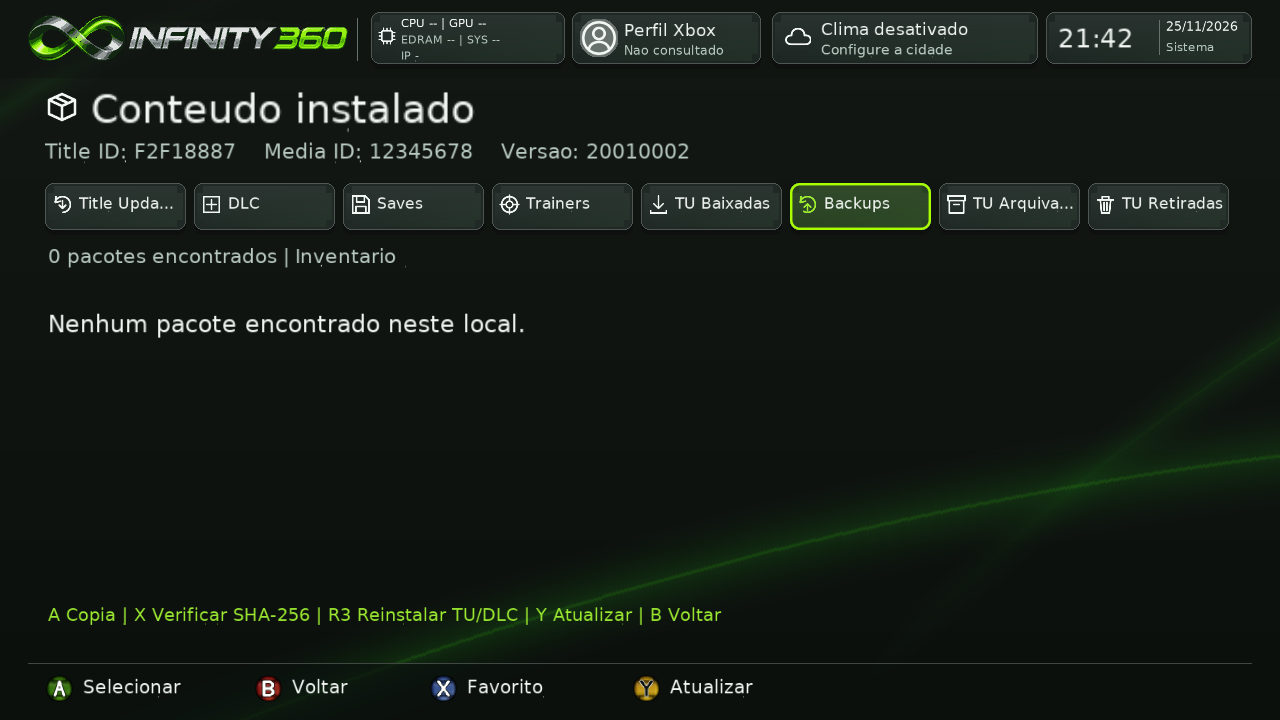 INFINITY 360
CPU -- | GPU --
EDRAM -- | SYS --
IP -
Perfil Xbox
Nao consultado
Clima desativado
Configure a cidade
21:42
25/11/2026
Sistema
Conteudo instalado
Title ID: F2F18887 Media ID: 12345678 Versao: 20010002
Title Upda...
DLC
Saves
Trainers
TU Baixadas
Backups
TU Arquiva...
TU Retiradas
0 pacotes encontrados | Inventario
Nenhum pacote encontrado neste local.
A Copia | X Verificar SHA-256 | R3 Reinstalar TU/DLC | Y Atualizar | B Voltar
A Selecionar
B Voltar
X Favorito
Y Atualizar